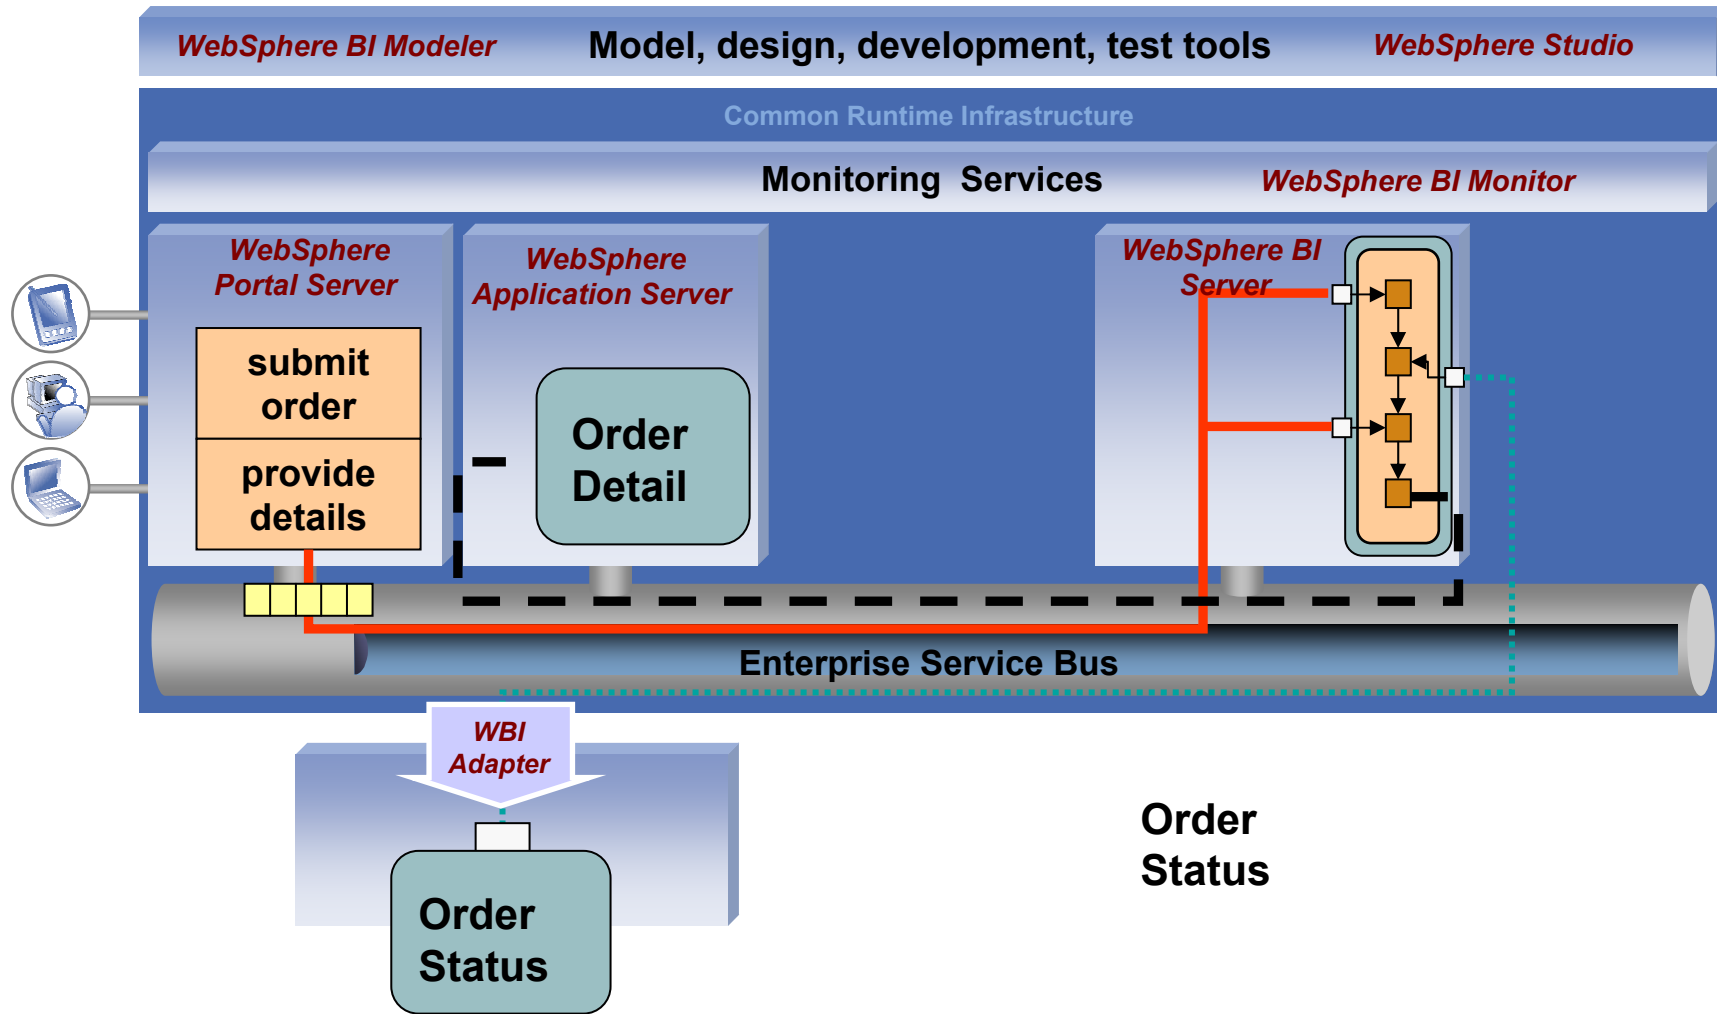 WebSphere BI Modeler
Model, design, development, test tools
WebSphere Studio
Common Runtime Infrastructure
Monitoring Services
WebSphere BI Monitor
WebSphere
Portal Server
WebSphere
Application Server
WebSphere BI
Server
submit
order
provide
details
Order
Detail
Enterprise Service Bus
WBI
Adapter
Order
Status
Order
Status